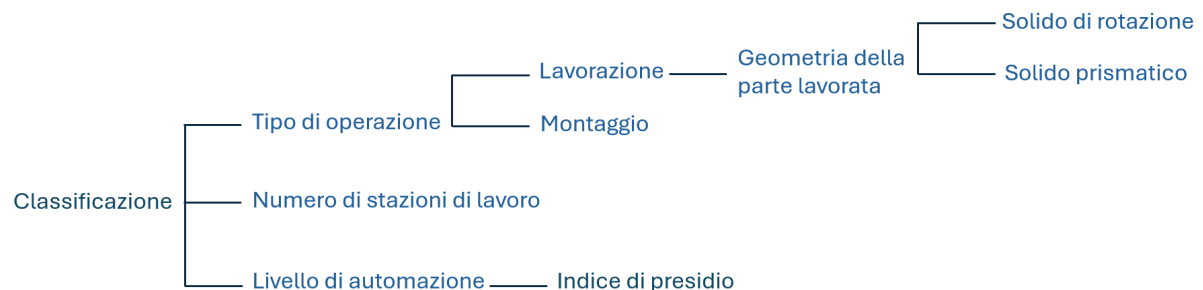 Solido di rotazione
Geometria della
parte lavorata
Lavorazione
Solido prismatico
Tipo di operazione
Montaggio
Classificazione
Numero di stazioni di lavoro
Livello di automazione
Indice di presidio